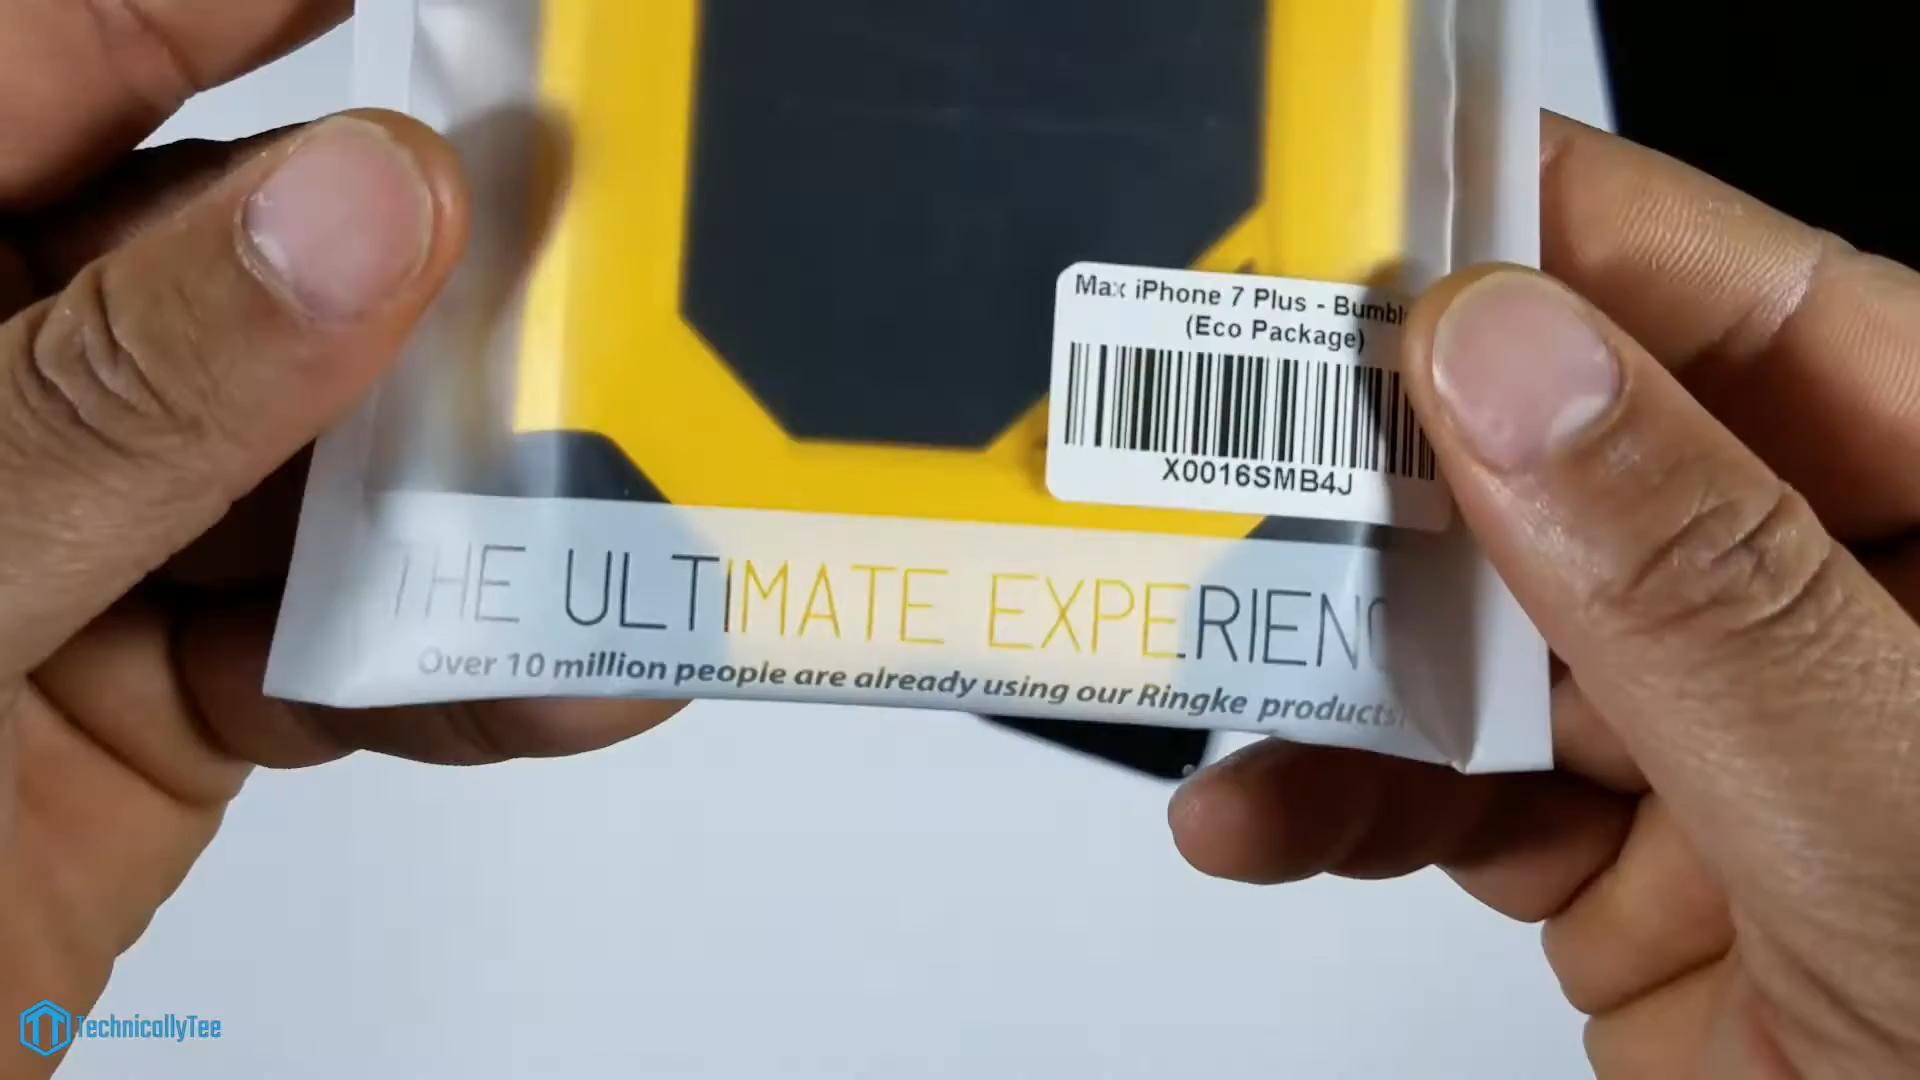 Max iPhone 7 Plus - Bumbl
(Eco Package)
X0016SMB4J
THE ULTIMATE EXPERIENC
Over 10 million people are already using our Ringke products
TechnicallyTee